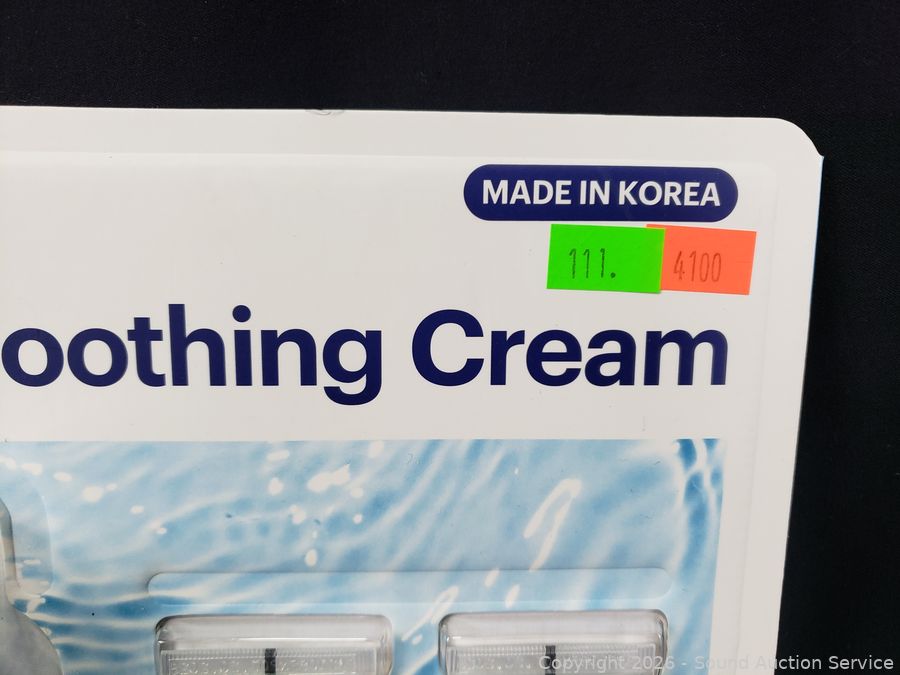 MADE IN KOREA
111. 4100
oothing Cream
Copyright 2026 - Sound Auction Service